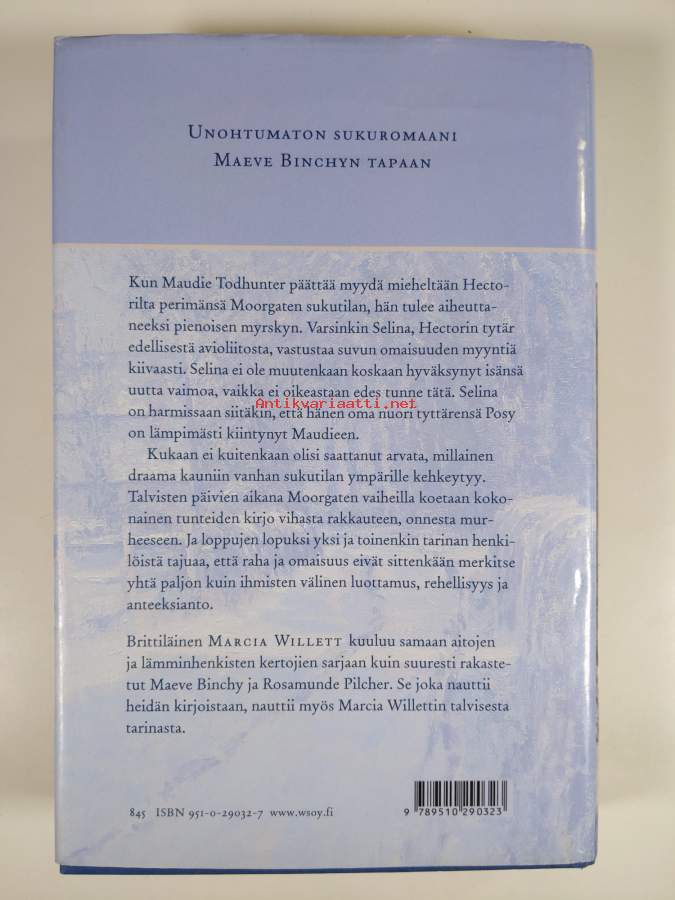 Unohtumaton sukuromaani
Maeve Binchyn tapaan
Kun Maudie Todhunter päättää myydä mieheltään Hecto-
rilta perimänsä Moorgaten sukutilan, hän tulee aiheutta-
neeksi pienoisen myrskyn. Varsinkin Selina, Hectorin tytär
edellisestä avioliitosta, vastustaa suvun omaisuuden myyntiä
kiivaasti. Selina ei ole muutenkaan koskaan hyväksynyt isänsä
uutta vaimoa, vaikka ei oikeastaan edes tunne tätä. Selina
on harmissaan siitäkin, että hänen oma nuori tyttärensä Posy
Antikvariaatti.net
on lämpimästi kiintynyt Maudieen.
Kukaan ei kuitenkaan olisi saattanut arvata, millainen
draama kauniin vanhan sukutilan ympärille kehkeytyy.
Talvisten päivien aikana Moorgaten vaiheilla koetaan koko-
nainen tunteiden kirjo vihasta rakkauteen, onnesta mur-
heeseen. Ja loppujen lopuksi yksi ja toinenkin tarinan henki-
löistä tajuaa, että raha ja omaisuus eivät sittenkään merkitse
yhtä paljon kuin ihmisten välinen luottamus, rehellisyys ja
anteeksianto.
Brittiläinen Marcia Willett kuuluu samaan aitojen
ja lämminhenkisten kertojien sarjaan kuin suuresti rakaste-
tut Maeve Binchy ja Rosamunde Pilcher. Se joka nauttii
heidän kirjoistaan, nauttii myös Marcia Willettin talvisesta
tarinasta.
845 ISBN 951-0-29032-7 www.wsoy.fi
9 789510 290323